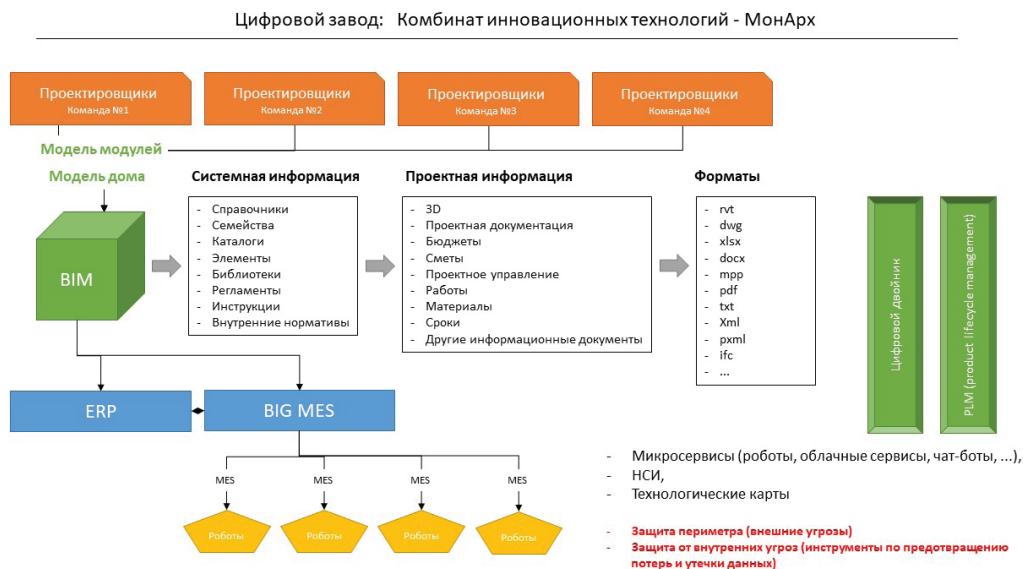 Цифровой завод: Комбинат инновационных технологий - МонАрх
Проектировщики
Команда №1
Проектировщики
Команда №2
Проектировщики
Команда №3
Проектировщики
Команда №4
Модель модулей
Модель дома
BIM
Системная информация
- Справочники
- Семейства
- Каталоги
- Элементы
- Библиотеки
- Регламенты
- Инструкции
- Внутренние нормативы
Проектная информация
- 3D
- Проектная документация
- Бюджеты
- Сметы
- Проектное управление
- Работы
- Материалы
- Сроки
- Другие информационные документы
Форматы
- rvt
- dwg
- xlsx
- docx
- mpp
- pdf
- txt
- Xml
- pxml
- ifc
- ...
Цифровой двойник
PLM (product lifecycle management)
ERP
BIG MES
MES
MES
MES
MES
Роботы
Роботы
Роботы
Роботы
- Микросервисы (роботы, облачные сервисы, чат-боты, ...),
- НСИ,
- Технологические карты
- Защита периметра (внешние угрозы)
- Защита от внутренних угроз (инструменты по предотвращению
потерь и утечки данных)